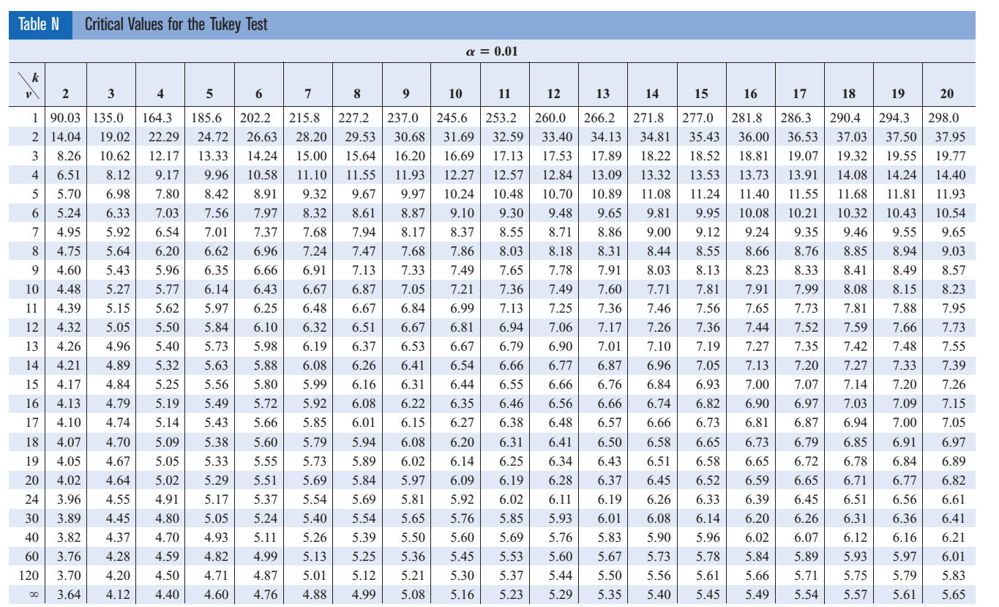 Table N Critical Values for the Tukey Test
α = 0.01
k
v 2 3 4 5 6 7 8 9 10 11 12 13 14 15 16 17 18 19 20
1 90.03 135.0 164.3 185.6 202.2 215.8 227.2 237.0 245.6 253.2 260.0 266.2 271.8 277.0 281.8 286.3 290.4 294.3 298.0
2 14.04 19.02 22.29 24.72 26.63 28.20 29.53 30.68 31.69 32.59 33.40 34.13 34.81 35.43 36.00 36.53 37.03 37.50 37.95
3 8.26 10.62 12.17 13.33 14.24 15.00 15.64 16.20 16.69 17.13 17.53 17.89 18.22 18.52 18.81 19.07 19.32 19.55 19.77
4 6.51 8.12 9.17 9.96 10.58 11.10 11.55 11.93 12.27 12.57 12.84 13.09 13.32 13.53 13.73 13.91 14.08 14.24 14.40
5 5.70 6.98 7.80 8.42 8.91 9.32 9.67 9.97 10.24 10.48 10.70 10.89 11.08 11.24 11.40 11.55 11.68 11.81 11.93
6 5.24 6.33 7.03 7.56 7.97 8.32 8.61 8.87 9.10 9.30 9.48 9.65 9.81 9.95 10.08 10.21 10.32 10.43 10.54
7 4.95 5.92 6.54 7.01 7.37 7.68 7.94 8.17 8.37 8.55 8.71 8.86 9.00 9.12 9.24 9.35 9.46 9.55 9.65
8 4.75 5.64 6.20 6.62 6.96 7.24 7.47 7.68 7.86 8.03 8.18 8.31 8.44 8.55 8.66 8.76 8.85 8.94 9.03
9 4.60 5.43 5.96 6.35 6.66 6.91 7.13 7.33 7.49 7.65 7.78 7.91 8.03 8.13 8.23 8.33 8.41 8.49 8.57
10 4.48 5.27 5.77 6.14 6.43 6.67 6.87 7.05 7.21 7.36 7.49 7.60 7.71 7.81 7.91 7.99 8.08 8.15 8.23
11 4.39 5.15 5.62 5.97 6.25 6.48 6.67 6.84 6.99 7.13 7.25 7.36 7.46 7.56 7.65 7.73 7.81 7.88 7.95
12 4.32 5.05 5.50 5.84 6.10 6.32 6.51 6.67 6.81 6.94 7.06 7.17 7.26 7.36 7.44 7.52 7.59 7.66 7.73
13 4.26 4.96 5.40 5.73 5.98 6.19 6.37 6.53 6.67 6.79 6.90 7.01 7.10 7.19 7.27 7.35 7.42 7.48 7.55
14 4.21 4.89 5.32 5.63 5.88 6.08 6.26 6.41 6.54 6.66 6.77 6.87 6.96 7.05 7.13 7.20 7.27 7.33 7.39
15 4.17 4.84 5.25 5.56 5.80 5.99 6.16 6.31 6.44 6.55 6.66 6.76 6.84 6.93 7.00 7.07 7.14 7.20 7.26
16 4.13 4.79 5.19 5.49 5.72 5.92 6.08 6.22 6.35 6.46 6.56 6.66 6.74 6.82 6.90 6.97 7.03 7.09 7.15
17 4.10 4.74 5.14 5.43 5.66 5.85 6.01 6.15 6.27 6.38 6.48 6.57 6.66 6.73 6.81 6.87 6.94 7.00 7.05
18 4.07 4.70 5.09 5.38 5.60 5.79 5.94 6.08 6.20 6.31 6.41 6.50 6.58 6.65 6.73 6.79 6.85 6.91 6.97
19 4.05 4.67 5.05 5.33 5.55 5.73 5.89 6.02 6.14 6.25 6.34 6.43 6.51 6.58 6.65 6.72 6.78 6.84 6.89
20 4.02 4.64 5.02 5.29 5.51 5.69 5.84 5.97 6.09 6.19 6.28 6.37 6.45 6.52 6.59 6.65 6.71 6.77 6.82
24 3.96 4.55 4.91 5.17 5.37 5.54 5.69 5.81 5.92 6.02 6.11 6.19 6.26 6.33 6.39 6.45 6.51 6.56 6.61
30 3.89 4.45 4.80 5.05 5.24 5.40 5.54 5.65 5.76 5.85 5.93 6.01 6.08 6.14 6.20 6.26 6.31 6.36 6.41
40 3.82 4.37 4.70 4.93 5.11 5.26 5.39 5.50 5.60 5.69 5.76 5.83 5.90 5.96 6.02 6.07 6.12 6.16 6.21
60 3.76 4.28 4.59 4.82 4.99 5.13 5.25 5.36 5.45 5.53 5.60 5.67 5.73 5.78 5.84 5.89 5.93 5.97 6.01
120 3.70 4.20 4.50 4.71 4.87 5.01 5.12 5.21 5.30 5.37 5.44 5.50 5.56 5.61 5.66 5.71 5.75 5.79 5.83
∞ 3.64 4.12 4.40 4.60 4.76 4.88 4.99 5.08 5.16 5.23 5.29 5.35 5.40 5.45 5.49 5.54 5.57 5.61 5.65